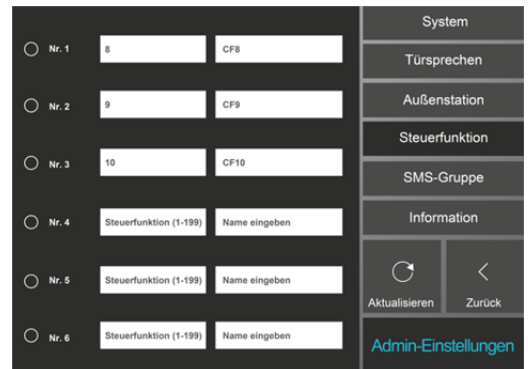 Nr. 1 8 CF8
Nr. 2 9 CF9
Nr. 3 10 CF10
Nr. 4 Steuerfunktion (1-199) Name eingeben
Nr. 5 Steuerfunktion (1-199) Name eingeben
Nr. 6 Steuerfunktion (1-199) Name eingeben
System
Türsprechen
Außenstation
Steuerfunktion
SMS-Gruppe
Information
Aktualisieren Zurück
Admin-Einstellungen